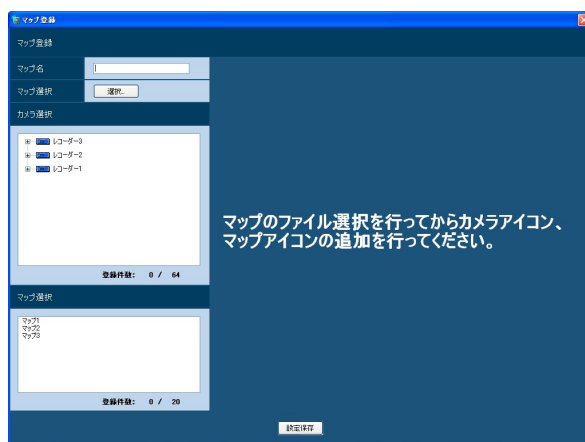 マップ登録
マップ登録
マップ名
マップ選択
選択...
カメラ選択
レコーダー3
レコーダー2
レコーダー1
登録件数: 0 / 64
マップ選択
マップ1
マップ2
マップ3
登録件数: 0 / 20
マップのファイル選択を行ってからカメラアイコン、
マップアイコンの追加を行ってください。
設定保存